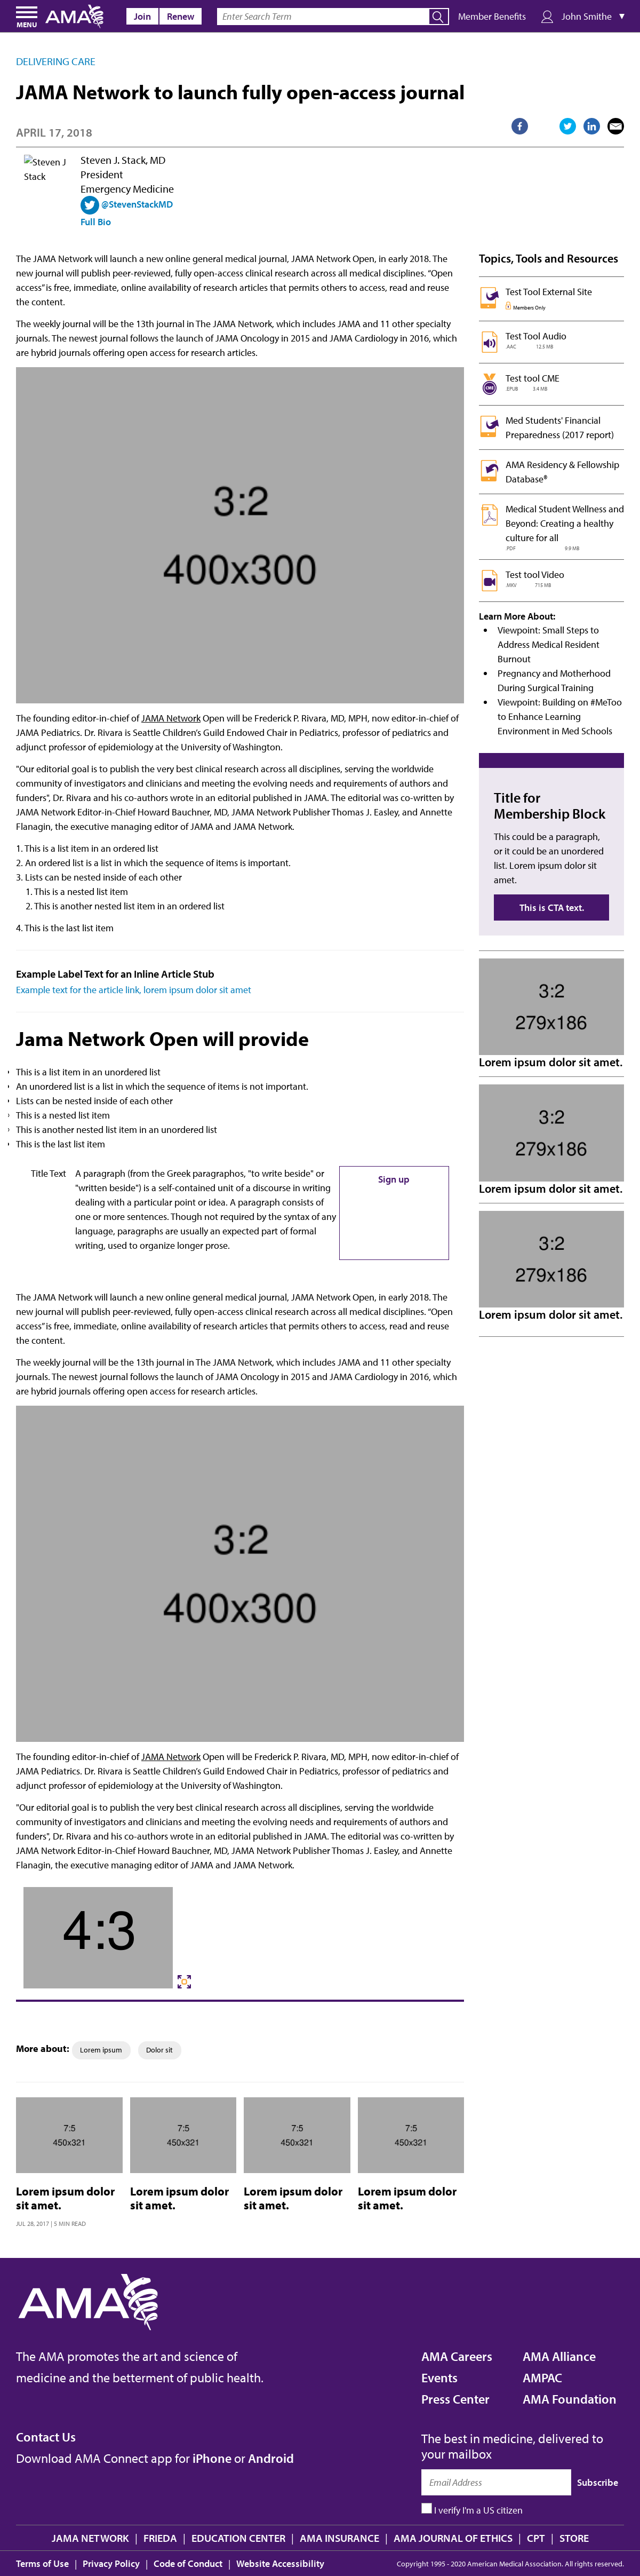 MENU
AMA
Join
Renew
Enter Search Term
Member Benefits
John Smithe
DELIVERING CARE
JAMA Network to launch fully open-access journal
APRIL 17, 2018
Steven J
Stack
Steven J. Stack, MD
President
Emergency Medicine
@StevenStackMD
Full Bio
The JAMA Network will launch a new online general medical journal, JAMA Network Open, in early 2018. The
new journal will publish peer-reviewed, fully open-access clinical research across all medical disciplines. “Open
access” is free, immediate, online availability of research articles that permits others to access, read and reuse
the content.
The weekly journal will be the 13th journal in The JAMA Network, which includes JAMA and 11 other specialty
journals. The newest journal follows the launch of JAMA Oncology in 2015 and JAMA Cardiology in 2016, which
are hybrid journals offering open access for research articles.
3:2
400x300
The founding editor-in-chief of JAMA Network Open will be Frederick P. Rivara, MD, MPH, now editor-in-chief of
JAMA Pediatrics. Dr. Rivara is Seattle Children’s Guild Endowed Chair in Pediatrics, professor of pediatrics and
adjunct professor of epidemiology at the University of Washington.
"Our editorial goal is to publish the very best clinical research across all disciplines, serving the worldwide
community of investigators and clinicians and meeting the evolving needs and requirements of authors and
funders", Dr. Rivara and his co-authors wrote in an editorial published in JAMA. The editorial was co-written by
JAMA Network Editor-in-Chief Howard Bauchner, MD, JAMA Network Publisher Thomas J. Easley, and Annette
Flanagin, the executive managing editor of JAMA and JAMA Network.
1. This is a list item in an ordered list
2. An ordered list is a list in which the sequence of items is important.
3. Lists can be nested inside of each other
1. This is a nested list item
2. This is another nested list item in an ordered list
4. This is the last list item
Example Label Text for an Inline Article Stub
Example text for the article link, lorem ipsum dolor sit amet
Jama Network Open will provide
This is a list item in an unordered list
An unordered list is a list in which the sequence of items is not important.
Lists can be nested inside of each other
This is a nested list item
This is another nested list item in an unordered list
This is the last list item
Title Text
A paragraph (from the Greek paragraphos, "to write beside" or
"written beside") is a self-contained unit of a discourse in writing
dealing with a particular point or idea. A paragraph consists of
one or more sentences. Though not required by the syntax of any
language, paragraphs are usually an expected part of formal
writing, used to organize longer prose.
Sign up
The JAMA Network will launch a new online general medical journal, JAMA Network Open, in early 2018. The
new journal will publish peer-reviewed, fully open-access clinical research across all medical disciplines. “Open
access” is free, immediate, online availability of research articles that permits others to access, read and reuse
the content.
The weekly journal will be the 13th journal in The JAMA Network, which includes JAMA and 11 other specialty
journals. The newest journal follows the launch of JAMA Oncology in 2015 and JAMA Cardiology in 2016, which
are hybrid journals offering open access for research articles.
3:2
400x300
The founding editor-in-chief of JAMA Network Open will be Frederick P. Rivara, MD, MPH, now editor-in-chief of
JAMA Pediatrics. Dr. Rivara is Seattle Children’s Guild Endowed Chair in Pediatrics, professor of pediatrics and
adjunct professor of epidemiology at the University of Washington.
"Our editorial goal is to publish the very best clinical research across all disciplines, serving the worldwide
community of investigators and clinicians and meeting the evolving needs and requirements of authors and
funders", Dr. Rivara and his co-authors wrote in an editorial published in JAMA. The editorial was co-written by
JAMA Network Editor-in-Chief Howard Bauchner, MD, JAMA Network Publisher Thomas J. Easley, and Annette
Flanagin, the executive managing editor of JAMA and JAMA Network.
4:3
More about:
Lorem ipsum
Dolor sit
7:5
450x321
Lorem ipsum dolor
sit amet.
JUL 28, 2017 | 5 MIN READ
7:5
450x321
Lorem ipsum dolor
sit amet.
7:5
450x321
Lorem ipsum dolor
sit amet.
7:5
450x321
Lorem ipsum dolor
sit amet.
Topics, Tools and Resources
Test Tool External Site
Members Only
Test Tool Audio
.AAC 12.5 MB
CME
Test tool CME
.EPUB 3.4 MB
Med Students' Financial
Preparedness (2017 report)
AMA Residency & Fellowship
Database®
Medical Student Wellness and
Beyond: Creating a healthy
culture for all
.PDF 9.9 MB
Test tool Video
.MKV 715 MB
Learn More About:
Viewpoint: Small Steps to
Address Medical Resident
Burnout
Pregnancy and Motherhood
During Surgical Training
Viewpoint: Building on #MeToo
to Enhance Learning
Environment in Med Schools
Title for
Membership Block
This could be a paragraph,
or it could be an unordered
list. Lorem ipsum dolor sit
amet.
This is CTA text.
3:2
279x186
Lorem ipsum dolor sit amet.
3:2
279x186
Lorem ipsum dolor sit amet.
3:2
279x186
Lorem ipsum dolor sit amet.
AMA
The AMA promotes the art and science of
medicine and the betterment of public health.
AMA Careers
Events
Press Center
AMA Alliance
AMPAC
AMA Foundation
Contact Us
Download AMA Connect app for iPhone or Android
The best in medicine, delivered to
your mailbox
Email Address
Subscribe
I verify I'm a US citizen
JAMA NETWORK | FRIEDA | EDUCATION CENTER | AMA INSURANCE | AMA JOURNAL OF ETHICS | CPT | STORE
Terms of Use | Privacy Policy | Code of Conduct | Website Accessibility
Copyright 1995 - 2020 American Medical Association. All rights reserved.